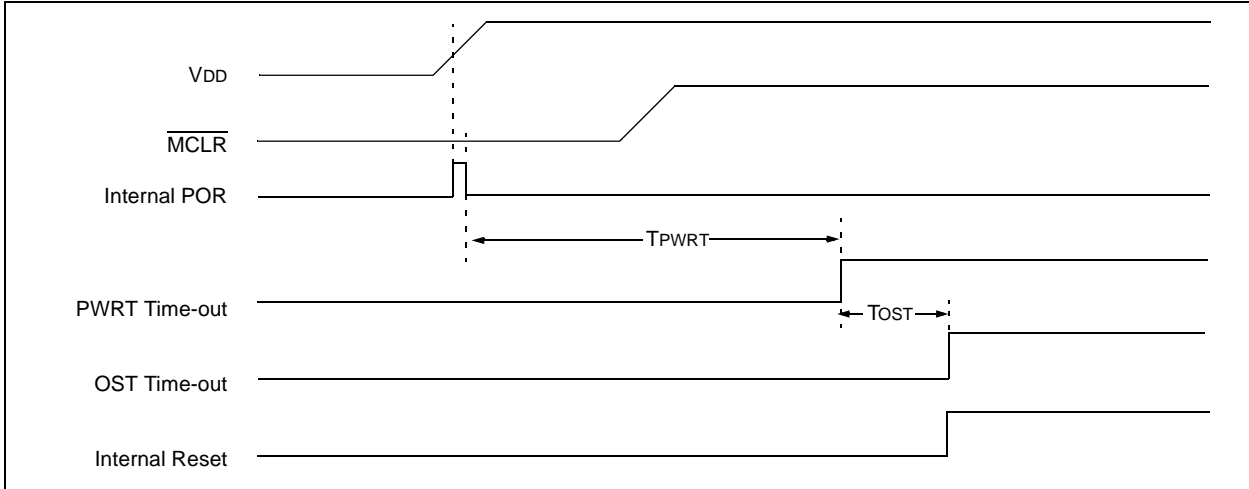 VDD
MCLR
Internal POR
TPWRT
PWRT Time-out
TOST
OST Time-out
Internal Reset